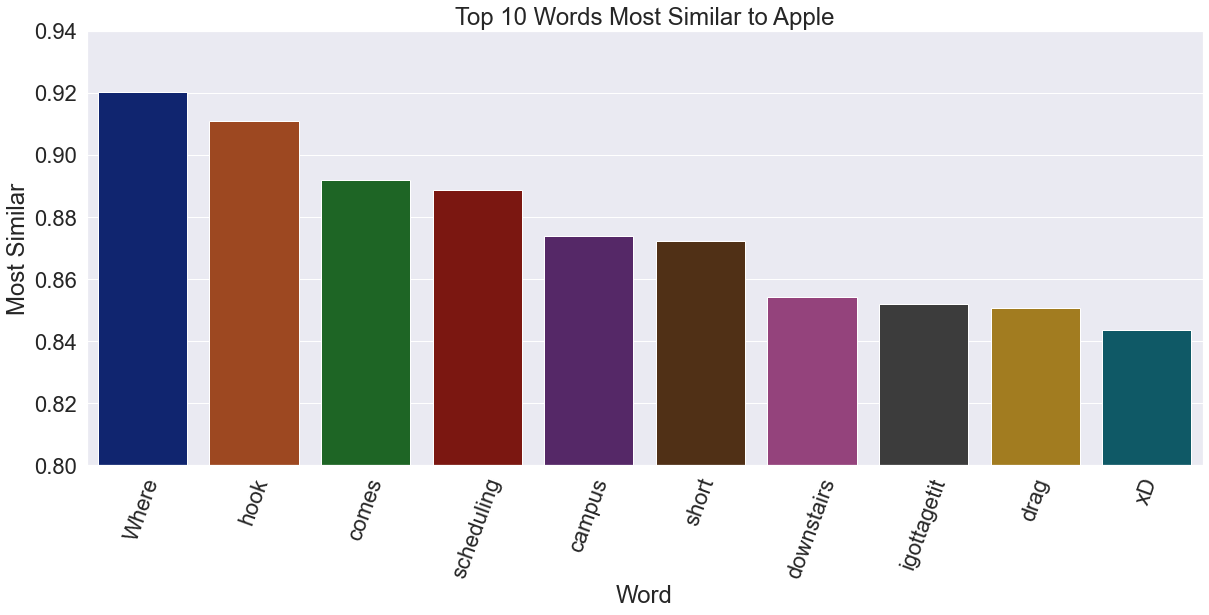 Top 10 Words Most Similar to Apple
Most Similar
0.94
0.92
0.90
0.88
0.86
0.84
0.82
0.80
Where
hook
comes
scheduling
campus
short
downstairs
igottagetit
drag
xD
Word